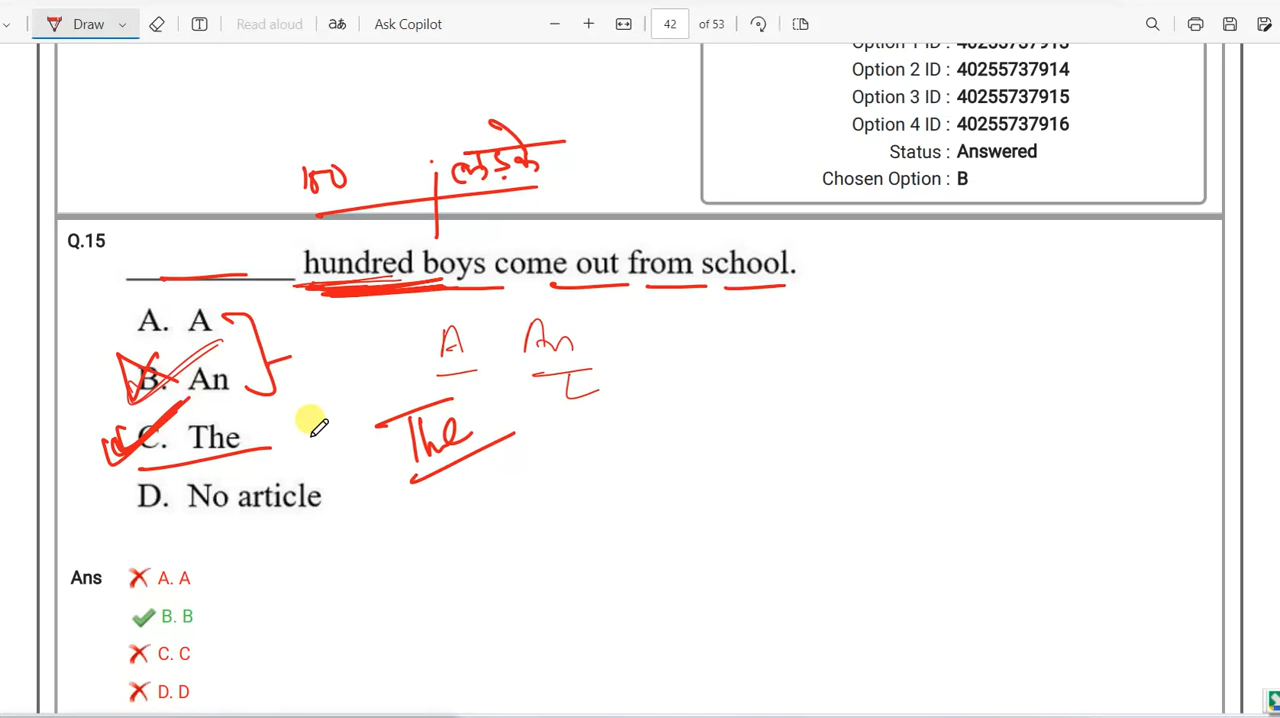 Draw
Read aloud
Ask Copilot
42 of 53
Option 2 ID : 40255737914
Option 3 ID : 40255737915
Option 4 ID : 40255737916
Status : Answered
Chosen Option : B
100
Q.15
hundred boys come out from school.
A. A
B. An
C. The
D. No article
A An
The
Ans
A. A
B. B
C. C
D. D